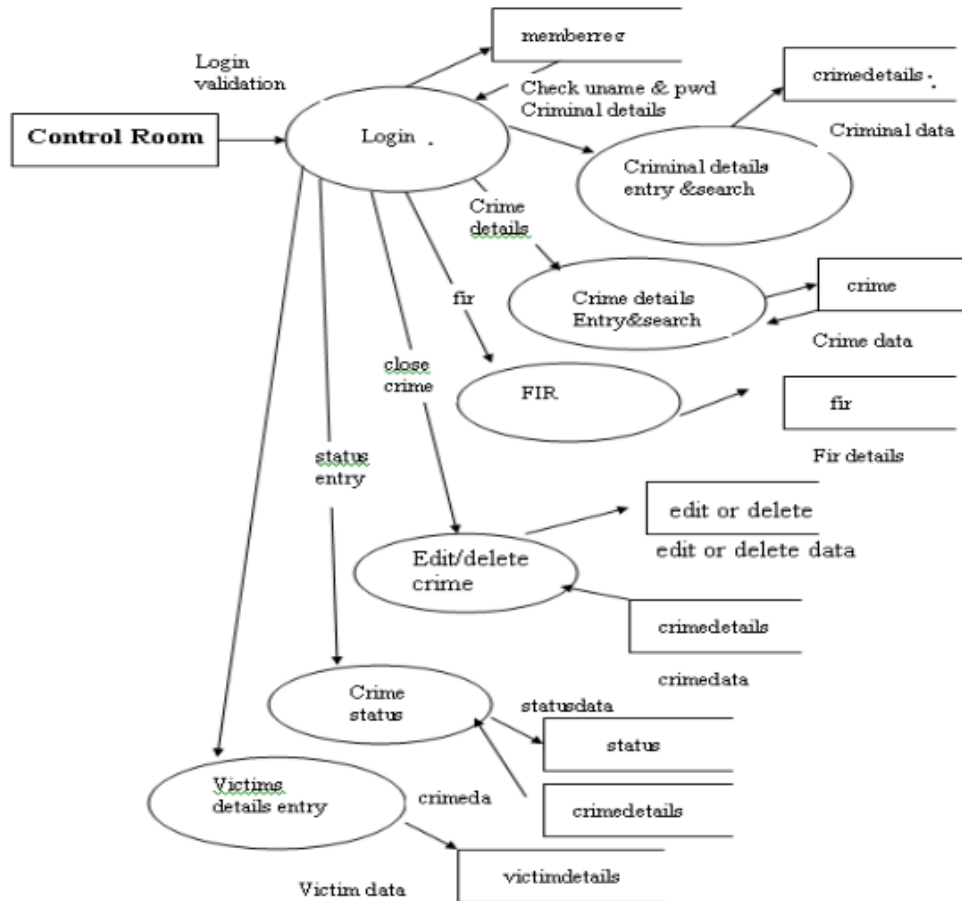 memberreg
Login
validation
crimedetails .
Check uname & pwd
Criminal details
Control Room
Login .
Criminal data
Criminal details
entry &search
Crime
details
crime
fir
Crime details
Entry&search
Crime data
close
crime
FIR
fir
status
entry
Fir details
edit or delete
edit or delete data
Edit/delete
crime
crimedetails
crimedata
Crime
status
statusdata
status
Victims
details entry
crimeda
crimedetails
Victim data
victimdetails